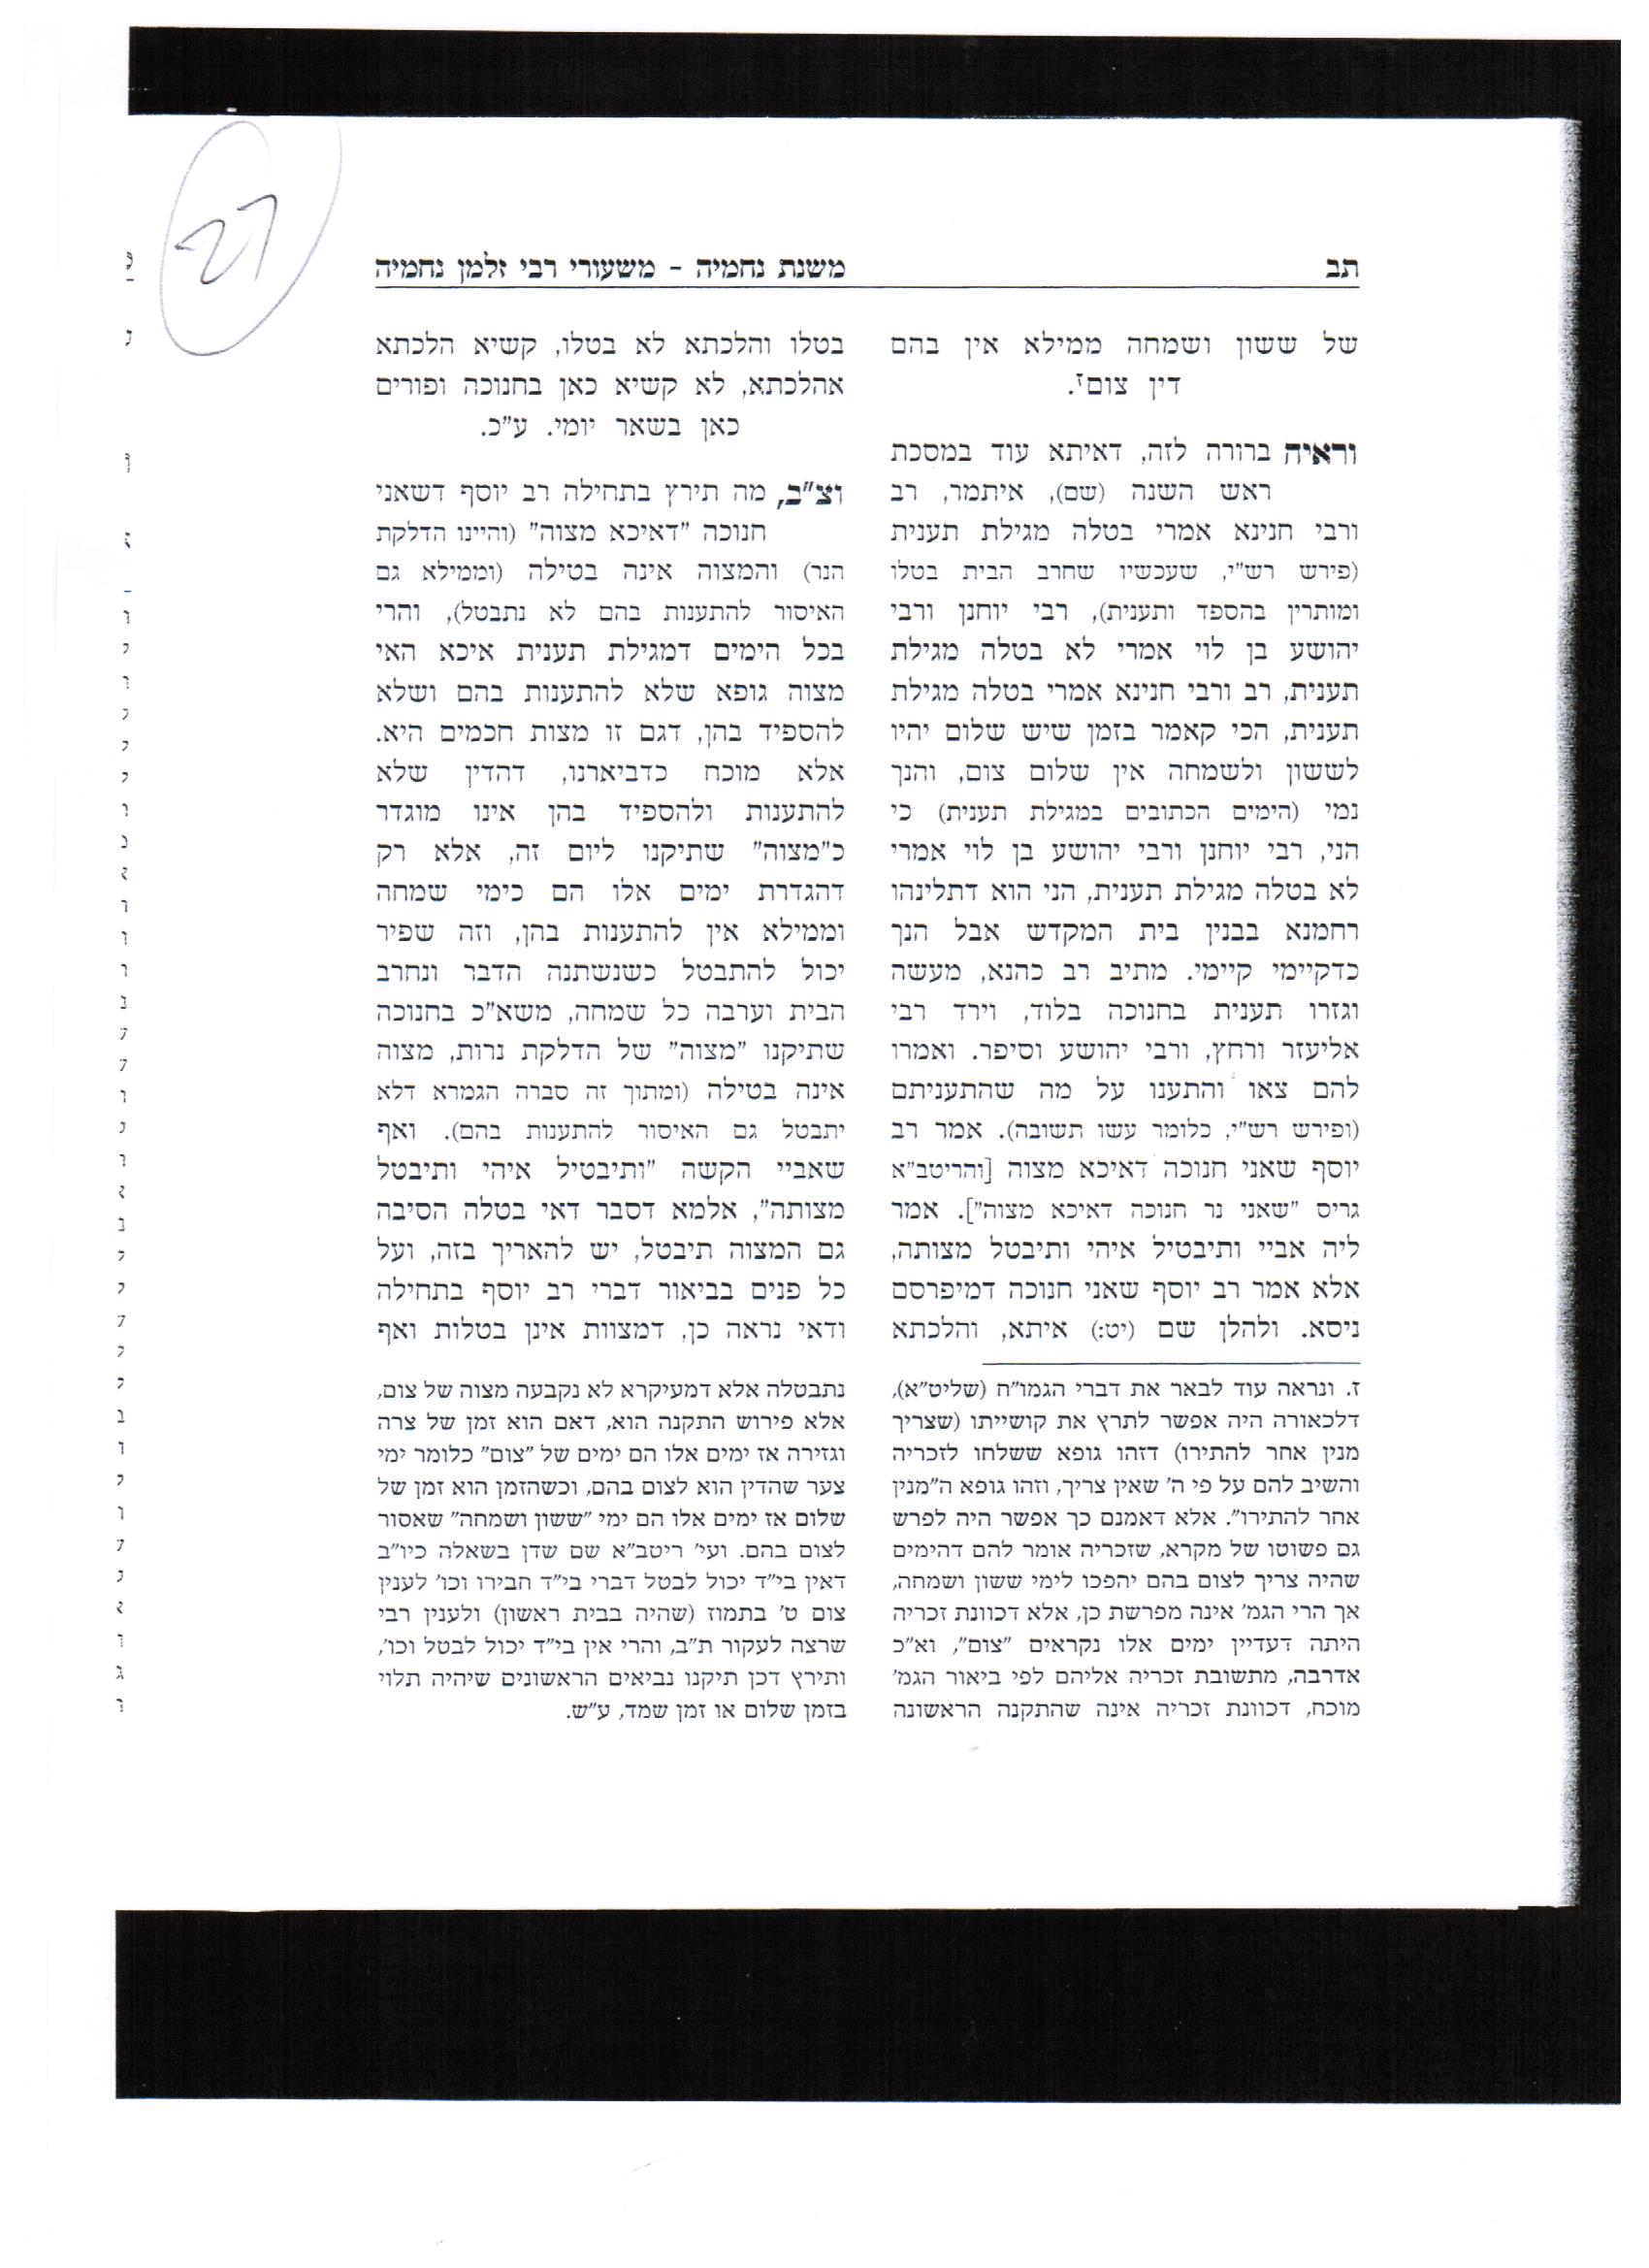 27
תב
משנת נחמיה - משעורי רבי זלמן נחמיה
של ששון ושמחה ממילא אין בהם
דין צוםז.
וראיה ברורה לזה, דאיתא עוד במסכת
ראש השנה (שם), איתמר, רב
ורבי חנינא אמרי בטלה מגילת תענית
(פירש רש"י, שעכשיו שחרב הבית בטלו
ומותרין בהספד ותענית), רבי יוחנן ורבי
יהושע בן לוי אמרי לא בטלה מגילת
תענית, רב ורבי חנינא אמרי בטלה מגילת
תענית, הכי קאמר בזמן שיש שלום יהיו
לששון ולשמחה אין שלום צום, והנך
נמי (הימים הכתובים במגילת תענית) כי
הני, רבי יוחנן ורבי יהושע בן לוי אמרי
לא בטלה מגילת תענית, הני הוא דתלינהו
רחמנא בבנין בית המקדש אבל הנך
כדקיימי קיימי. מתיב רב כהנא, מעשה
וגזרו תענית בחנוכה בלוד, וירד רבי
אליעזר ורחץ, ורבי יהושע וסיפר. ואמרו
להם צאו והתענו על מה שהתעניתם
(ופירש רש"י, כלומר עשו תשובה). אמר רב
יוסף שאני חנוכה דאיכא מצוה [והריטב"א
גריס "שאני נר חנוכה דאיכא מצוה"]. אמר
ליה אביי ותיבטיל איהי ותיבטל מצותה,
אלא אמר רב יוסף שאני חנוכה דמיפרסם
ניסא. ולהלן שם (יט:) איתא, והלכתא
בטלו והלכתא לא בטלו, קשיא הלכתא
אהלכתא, לא קשיא כאן בחנוכה ופורים
כאן בשאר יומי. ע"כ.
וצ"ב, מה תירץ בתחילה רב יוסף דשאני
חנוכה "דאיכא מצוה" (והיינו הדלקת
הנר) והמצוה אינה בטילה (וממילא גם
האיסור להתענות בהם לא נתבטל), והרי
בכל הימים דמגילת תענית איכא האי
מצוה גופא שלא להתענות בהם ושלא
להספיד בהן, דגם זו מצות חכמים היא.
אלא מוכח כדביארנו, דהדין שלא
להתענות ולהספיד בהן אינו מוגדר
כ"מצוה" שתיקנו ליום זה, אלא רק
דהגדרת ימים אלו הם כימי שמחה
וממילא אין להתענות בהן, וזה שפיר
יכול להתבטל כשנשתנה הדבר ונחרב
הבית וערבה כל שמחה, משא"כ בחנוכה
שתיקנו "מצוה" של הדלקת נרות, מצוה
אינה בטילה (ומתוך זה סברה הגמרא דלא
יתבטל גם האיסור להתענות בהם). ואף
שאביי הקשה "ותיבטיל איהי ותיבטל
מצותה", אלמא דסבר דאי בטלה הסיבה
גם המצוה תיבטל, יש להאריך בזה, ועל
כל פנים בביאור דברי רב יוסף בתחילה
ודאי נראה כן, דמצוות אינן בטלות ואף
ז. ונראה עוד לבאר את דברי הגמו"ח (שליט"א),
דלכאורה היה אפשר לתרץ את קושייתו (שצריך
מנין אחר להתירו) דזהו גופא ששלחו לזכריה
והשיב להם על פי ה' שאין צריך, וזהו גופא ה"מנין
אחר להתירו". אלא דאמנם כך אפשר היה לפרש
גם פשוטו של מקרא, שזכריה אומר להם דהימים
שהיה צריך לצום בהם יהפכו לימי ששון ושמחה,
אך הרי הגמ' אינה מפרשת כן, אלא דכוונת זכריה
היתה דעדיין ימים אלו נקראים "צום", וא"כ
אדרבה, מתשובת זכריה אליהם לפי ביאור הגמ'
מוכח, דכוונת זכריה אינה שהתקנה הראשונה
נתבטלה אלא דמעיקרא לא נקבעה מצוה של צום,
אלא פירוש התקנה הוא, דאם הוא זמן של צרה
וגזירה אז ימים אלו הם ימים של "צום" כלומר ימי
צער שהדין הוא לצום בהם, וכשהזמן הוא זמן של
שלום אז ימים אלו הם ימי "ששון ושמחה" שאסור
לצום בהם. ועי' ריטב"א שם שדן בשאלה כיו"ב
דאין בי"ד יכול לבטל דברי בי"ד חבירו וכו' לענין
צום ט' בתמוז (שהיה בבית ראשון) ולענין רבי
שרצה לעקור ת"ב, והרי אין בי"ד יכול לבטל וכו',
ותירץ דכן תיקנו נביאים הראשונים שיהיה תלוי
בזמן שלום או זמן שמד, ע"ש.